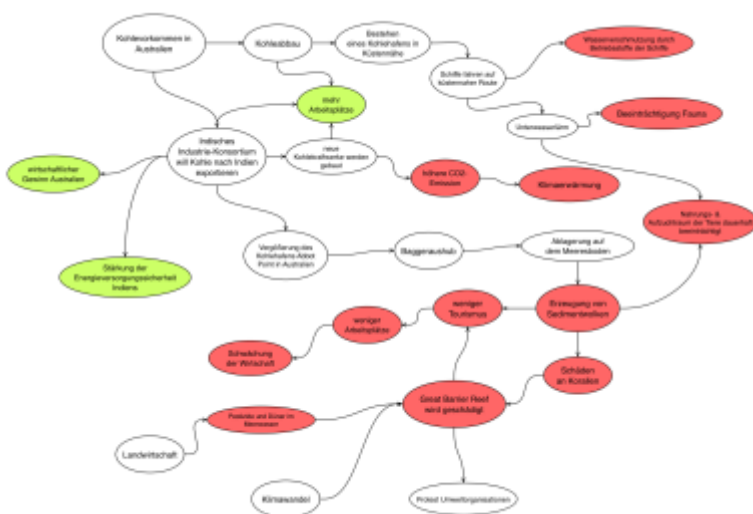 Kohlevorkommen in
Australien
Kohleabbau
Bestehen
eines Kohlehafens in
Küstennähe
Wasserverschmutzung durch
Betriebsstoffe der Schiffe
Schiffe fahren auf
küstennaher Route
mehr
Arbeitsplätze
Unterwasserlärm
Beeinträchtigung Fauna
Indisches
Industrie-Konsortium
will Kohle nach Indien
exportieren
neue
Kohlekraftwerke werden
gebaut
wirtschaftlicher
Gewinn Australien
höhere CO2-
Emission
Klimaerwärmung
Nahrungs- &
Aufzuchtraum der Tiere dauerhaft
beeinträchtigt
Vergrößerung des
Kohlehafens Abbot
Point in Australien
Baggeraushub
Ablagerung auf
dem Meeresboden
Stärkung der
Energieversorgungssicherheit
Indiens
weniger
Tourismus
Erzeugung von
Sedimentwolken
weniger
Arbeitsplätze
Schwächung
der Wirtschaft
Schäden
an Korallen
Great Barrier Reef
wird geschädigt
Pestizide und Dünger im
Meerwasser
Landwirtschaft
Klimawandel
Protest Umweltorganisationen